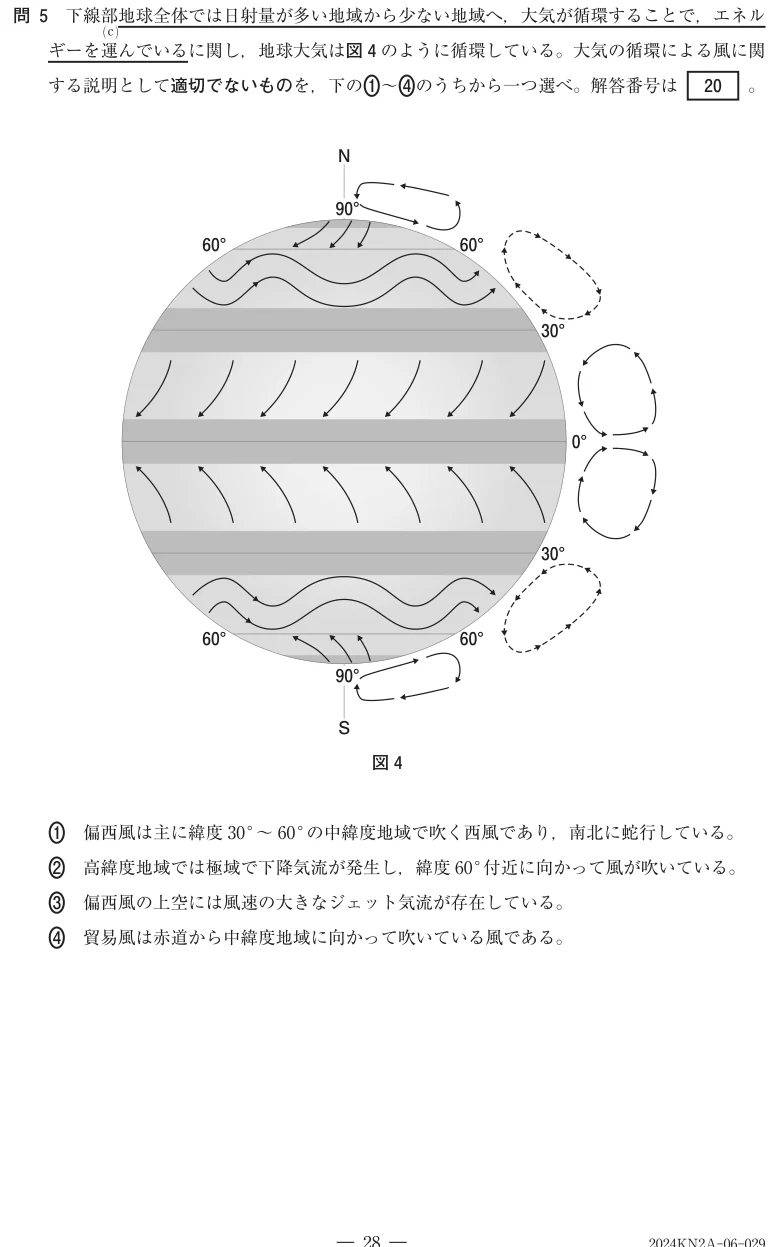 問 5 下線部地球全体では日射量が多い地域から少ない地域へ，大気が循環することで，エネル
(c)
ギーを運んでいるに関し，地球大気は図 4 のように循環している。大気の循環による風に関
する説明として適切でないものを，下の①～④のうちから一つ選べ。解答番号は 20 。
N
90°
60° 60°
30°
0°
30°
60° 60°
90°
S
図 4
① 偏西風は主に緯度 30°～ 60°の中緯度地域で吹く西風であり，南北に蛇行している。
② 高緯度地域では極域で下降気流が発生し，緯度 60°付近に向かって風が吹いている。
③ 偏西風の上空には風速の大きなジェット気流が存在している。
④ 貿易風は赤道から中緯度地域に向かって吹いている風である。
— 28 —
2024KN2A-06-029